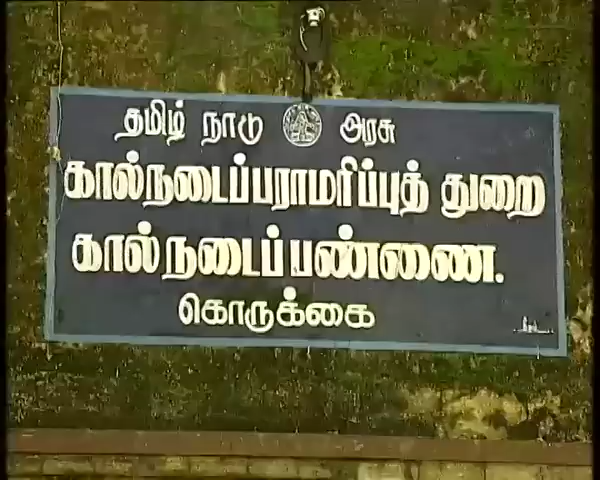 தமிழ் நாடு அரசு
கால்நடைப்பராமரிப்புத் துறை
கால்நடைப்பண்ணை.
கொருக்கை